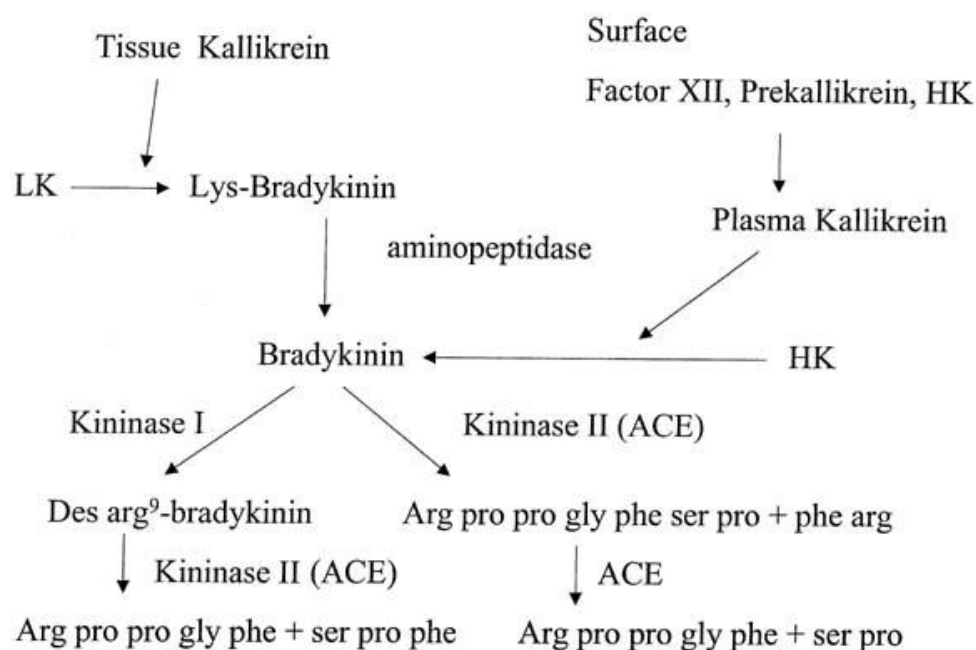 Tissue Kallikrein
Surface
Factor XII, Prekallikrein, HK
LK
Lys-Bradykinin
Plasma Kallikrein
aminopeptidase
Bradykinin
HK
Kininase I
Kininase II (ACE)
Des arg⁹-bradykinin
Arg pro pro gly phe ser pro + phe arg
Kininase II (ACE)
ACE
Arg pro pro gly phe + ser pro phe
Arg pro pro gly phe + ser pro